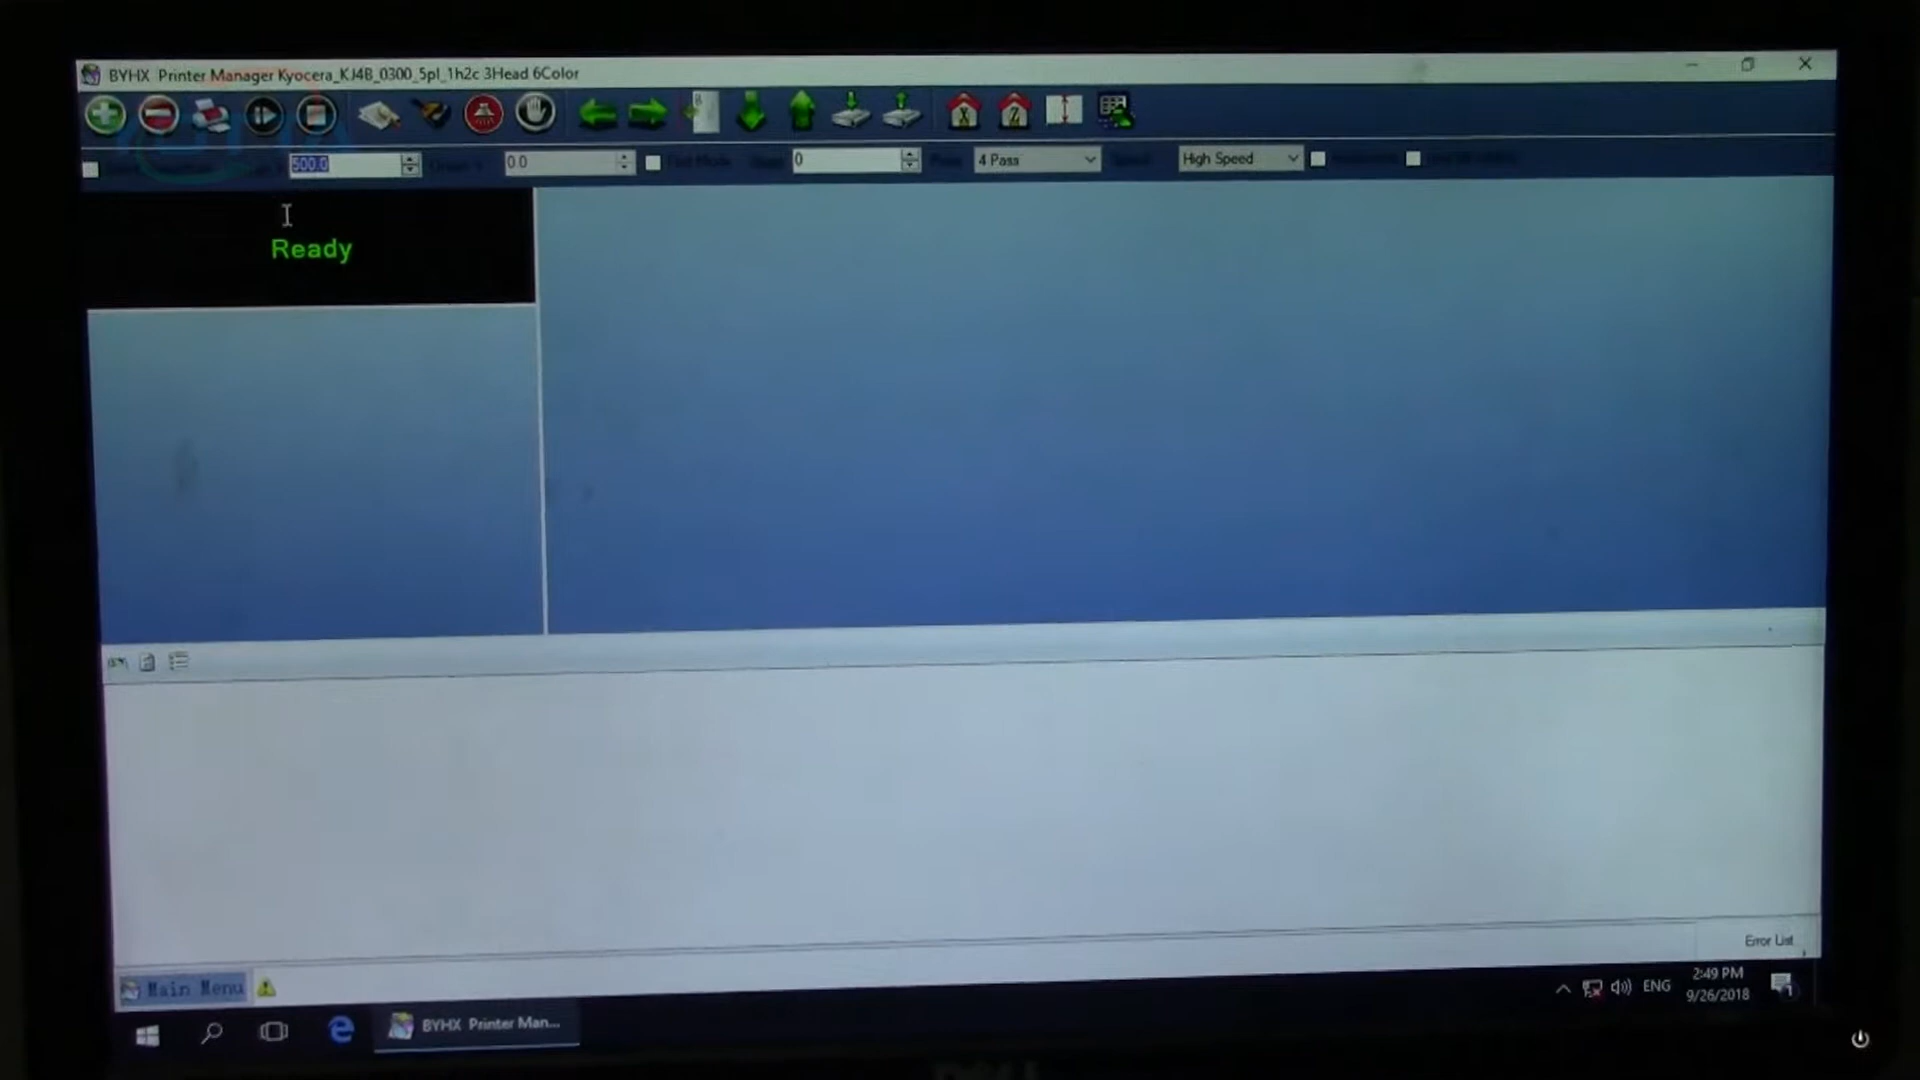 BYHX Printer Manager Kyocera_KJ4B_0300_5pl_1h2c 3Head 6Color
500.0 0.0 0 4 Pass High Speed
Ready
Error List
Main Menu
2:49 PM
ENG
9/26/2018
BYHX Printer Man...
DELL